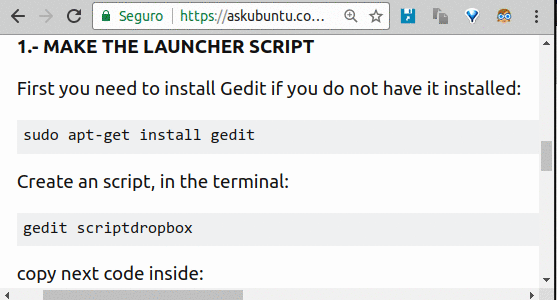 Seguro https://askubuntu.co...
1.- MAKE THE LAUNCHER SCRIPT
First you need to install Gedit if you do not have it installed:
sudo apt-get install gedit
Create an script, in the terminal:
gedit scriptdropbox
copy next code inside: